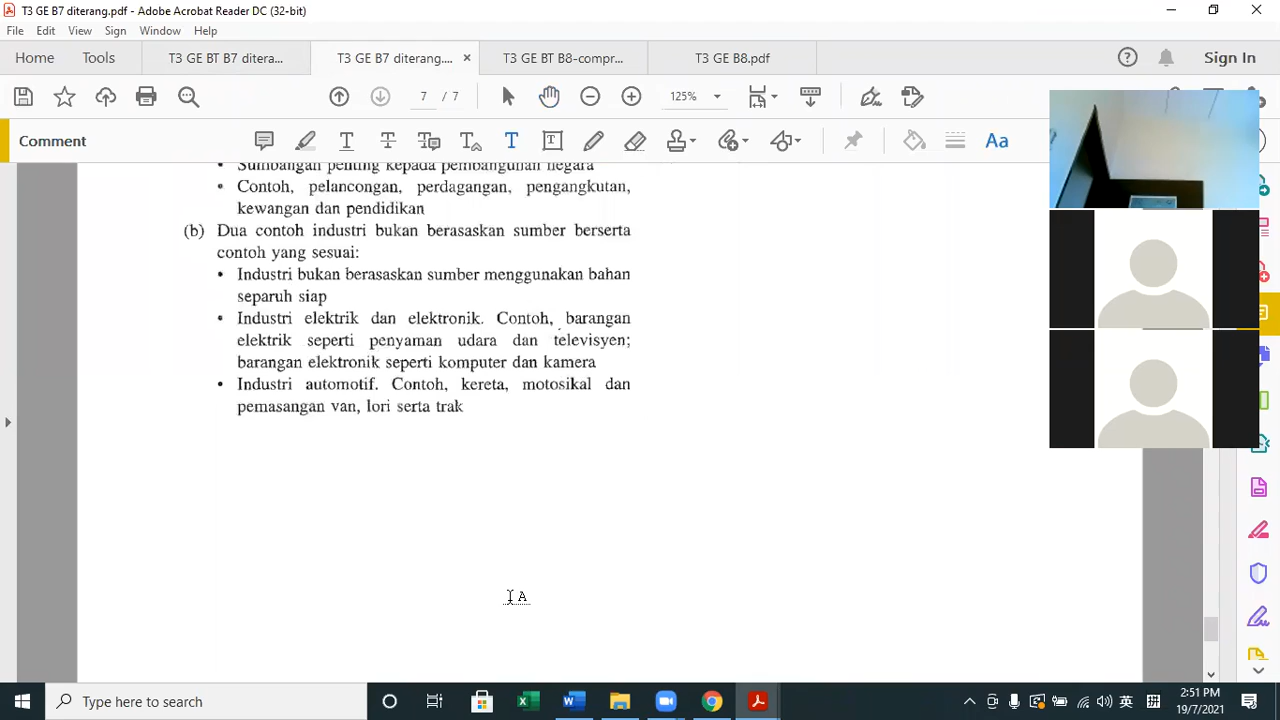 T3 GE B7 diterang.pdf - Adobe Acrobat Reader DC (32-bit)
File Edit View Sign Window Help
Home Tools T3 GE BT B7 ditera... T3 GE B7 diterang.... × T3 GE BT B8-compr... T3 GE B8.pdf Sign In
7 / 7 125%
Comment Aa
Sumbangan penting kepada pembangunan negara
• Contoh, pelancongan, perdagangan, pengangkutan,
kewangan dan pendidikan
(b) Dua contoh industri bukan berasaskan sumber berserta
contoh yang sesuai:
• Industri bukan berasaskan sumber menggunakan bahan
separuh siap
• Industri elektrik dan elektronik. Contoh, barangan
elektrik seperti penyaman udara dan televisyen;
barangan elektronik seperti komputer dan kamera
• Industri automotif. Contoh, kereta, motosikal dan
pemasangan van, lori serta trak
A
Type here to search 英 拼 2:51 PM
19/7/2021